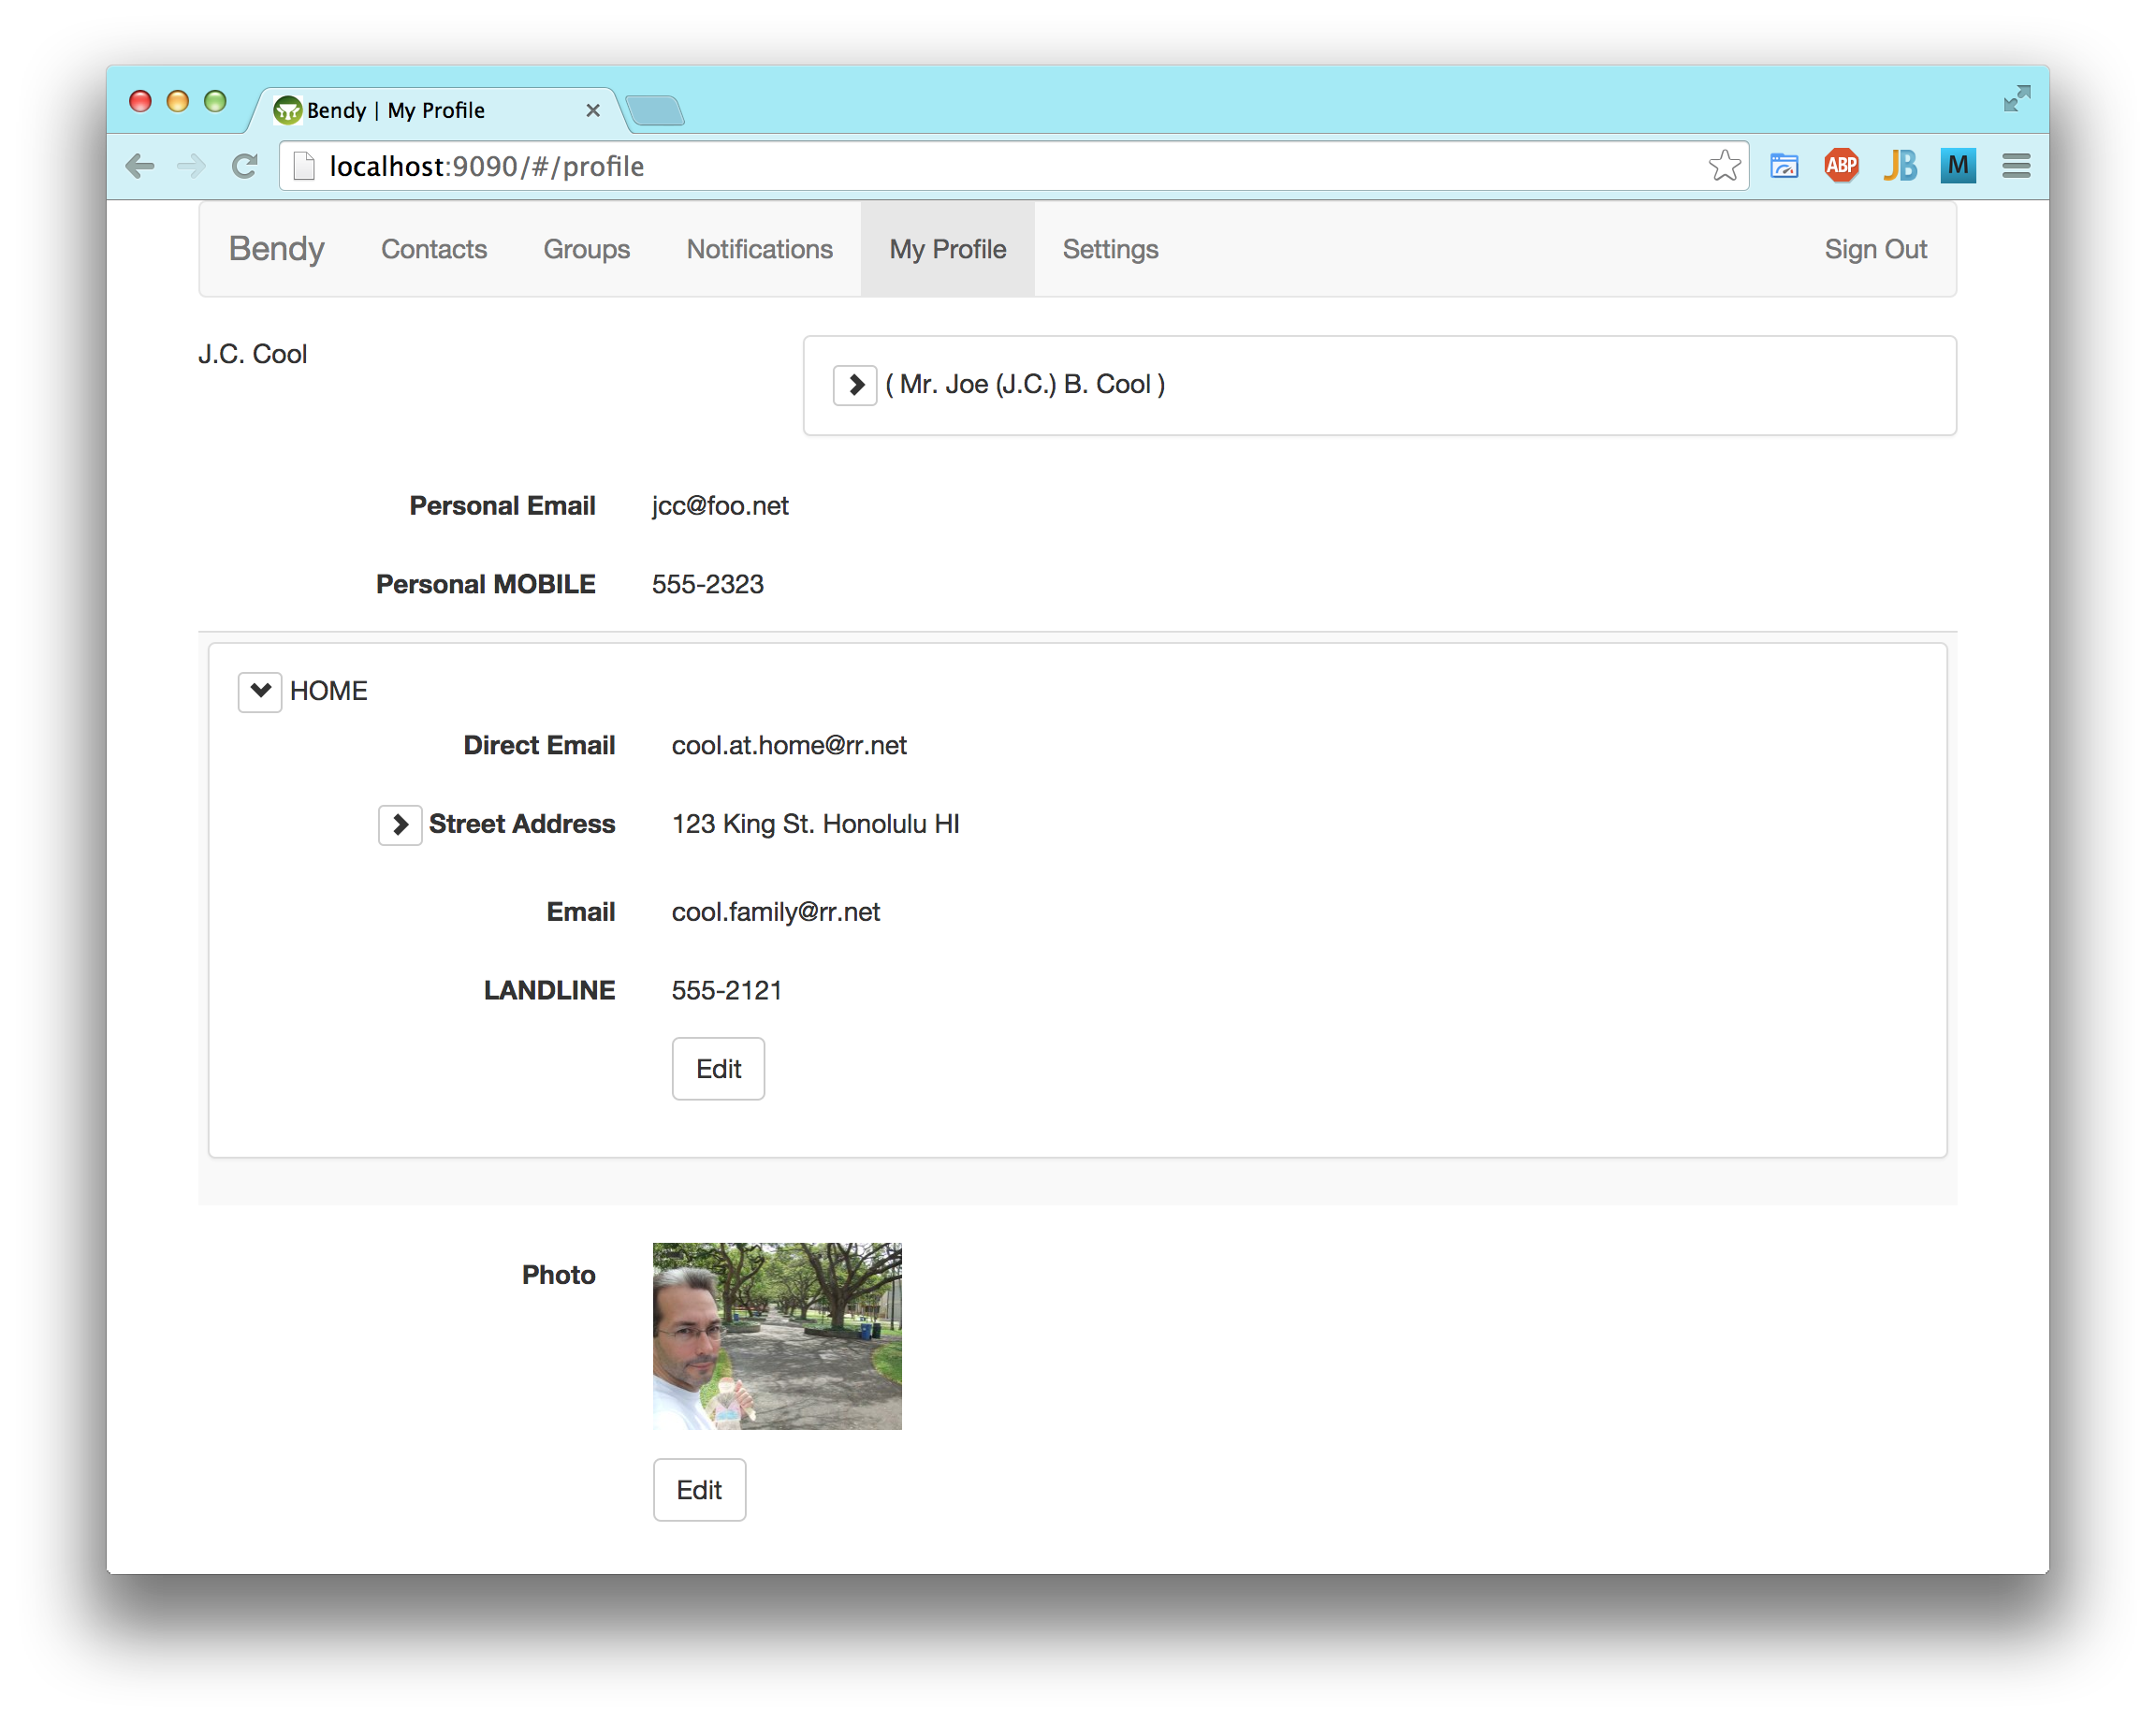 Bendy | My Profile
localhost:9090/#/profile
ABP JB M
Bendy Contacts Groups Notifications My Profile Settings Sign Out
J.C. Cool ( Mr. Joe (J.C.) B. Cool )
Personal Email jcc@foo.net
Personal MOBILE 555-2323
HOME
Direct Email cool.at.home@rr.net
Street Address 123 King St. Honolulu HI
Email cool.family@rr.net
LANDLINE 555-2121
Edit
Photo
Edit